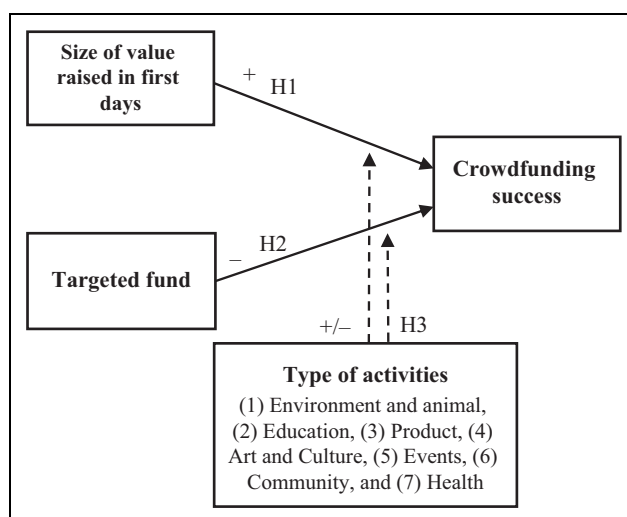 Size of value
raised in first
days
+
H1
Crowdfunding
success
Targeted fund
–
H2
+/–
H3
Type of activities
(1) Environment and animal,
(2) Education, (3) Product, (4)
Art and Culture, (5) Events, (6)
Community, and (7) Health